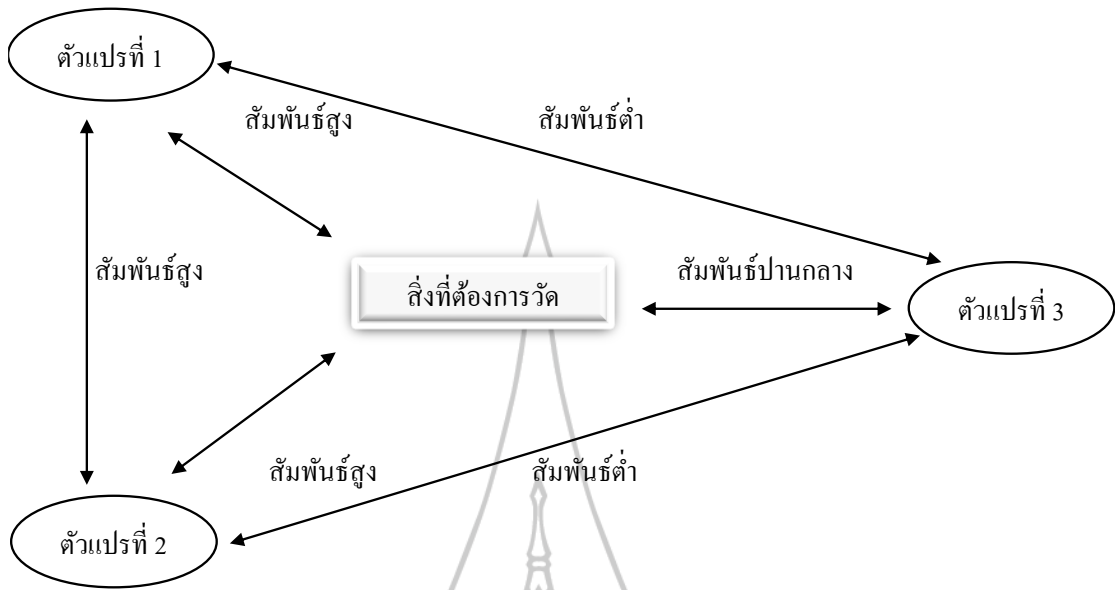 ตัวแปรที่ 1
สัมพันธ์สูง
สัมพันธ์ต่ำ
สัมพันธ์สูง
สัมพันธ์ปานกลาง
สิ่งที่ต้องการวัด
ตัวแปรที่ 3
สัมพันธ์สูง
สัมพันธ์ต่ำ
ตัวแปรที่ 2